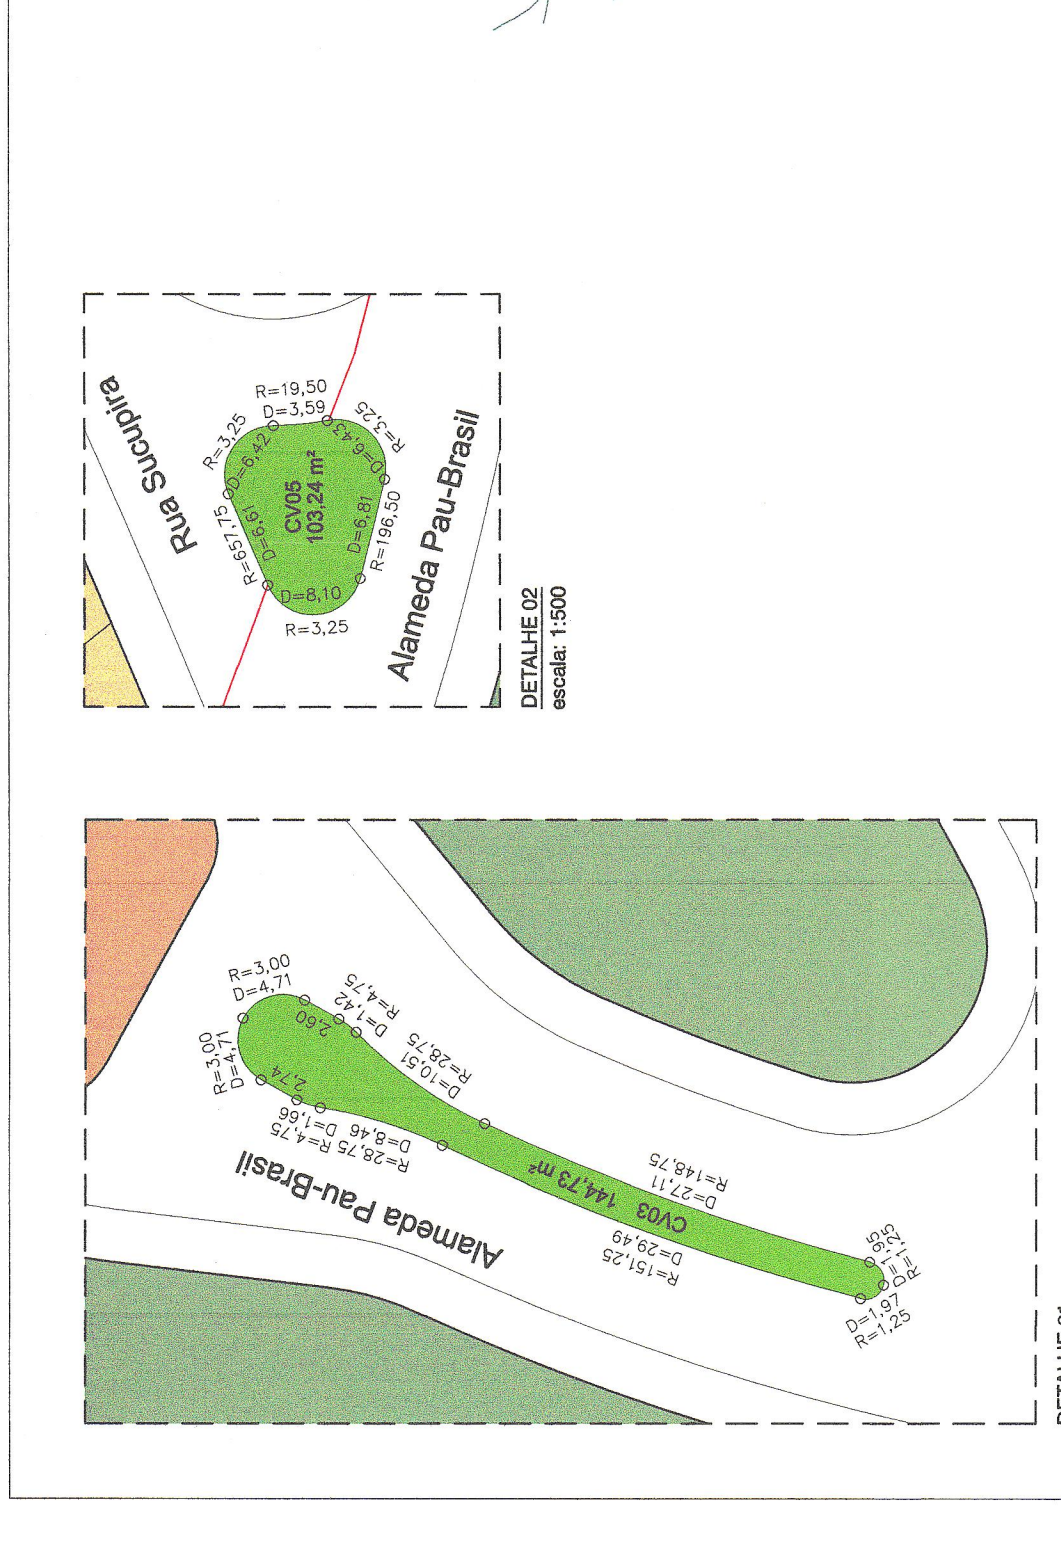 Rua Sucupira
R=3,25
D=6,42
R=19,50
D=3,59
R=3,25
D=6,43
R=657,75
D=6,61
CV05
103,24 m²
D=6,81
R=196,50
D=8,10
R=3,25
Alameda Pau-Brasil
DETALHE 02
escala: 1:500
R=3,00
D=4,71
R=3,00
D=4,71
2,60
2,74
D=1,42
R=4,75
D=1,66
R=4,75
D=10,51
R=28,75
D=8,46
R=28,75
Alameda Pau-Brasil
CV03
144,73 m²
D=27,11
R=148,75
D=29,49
R=151,25
D=1,95
R=1,25
D=1,97
R=1,25